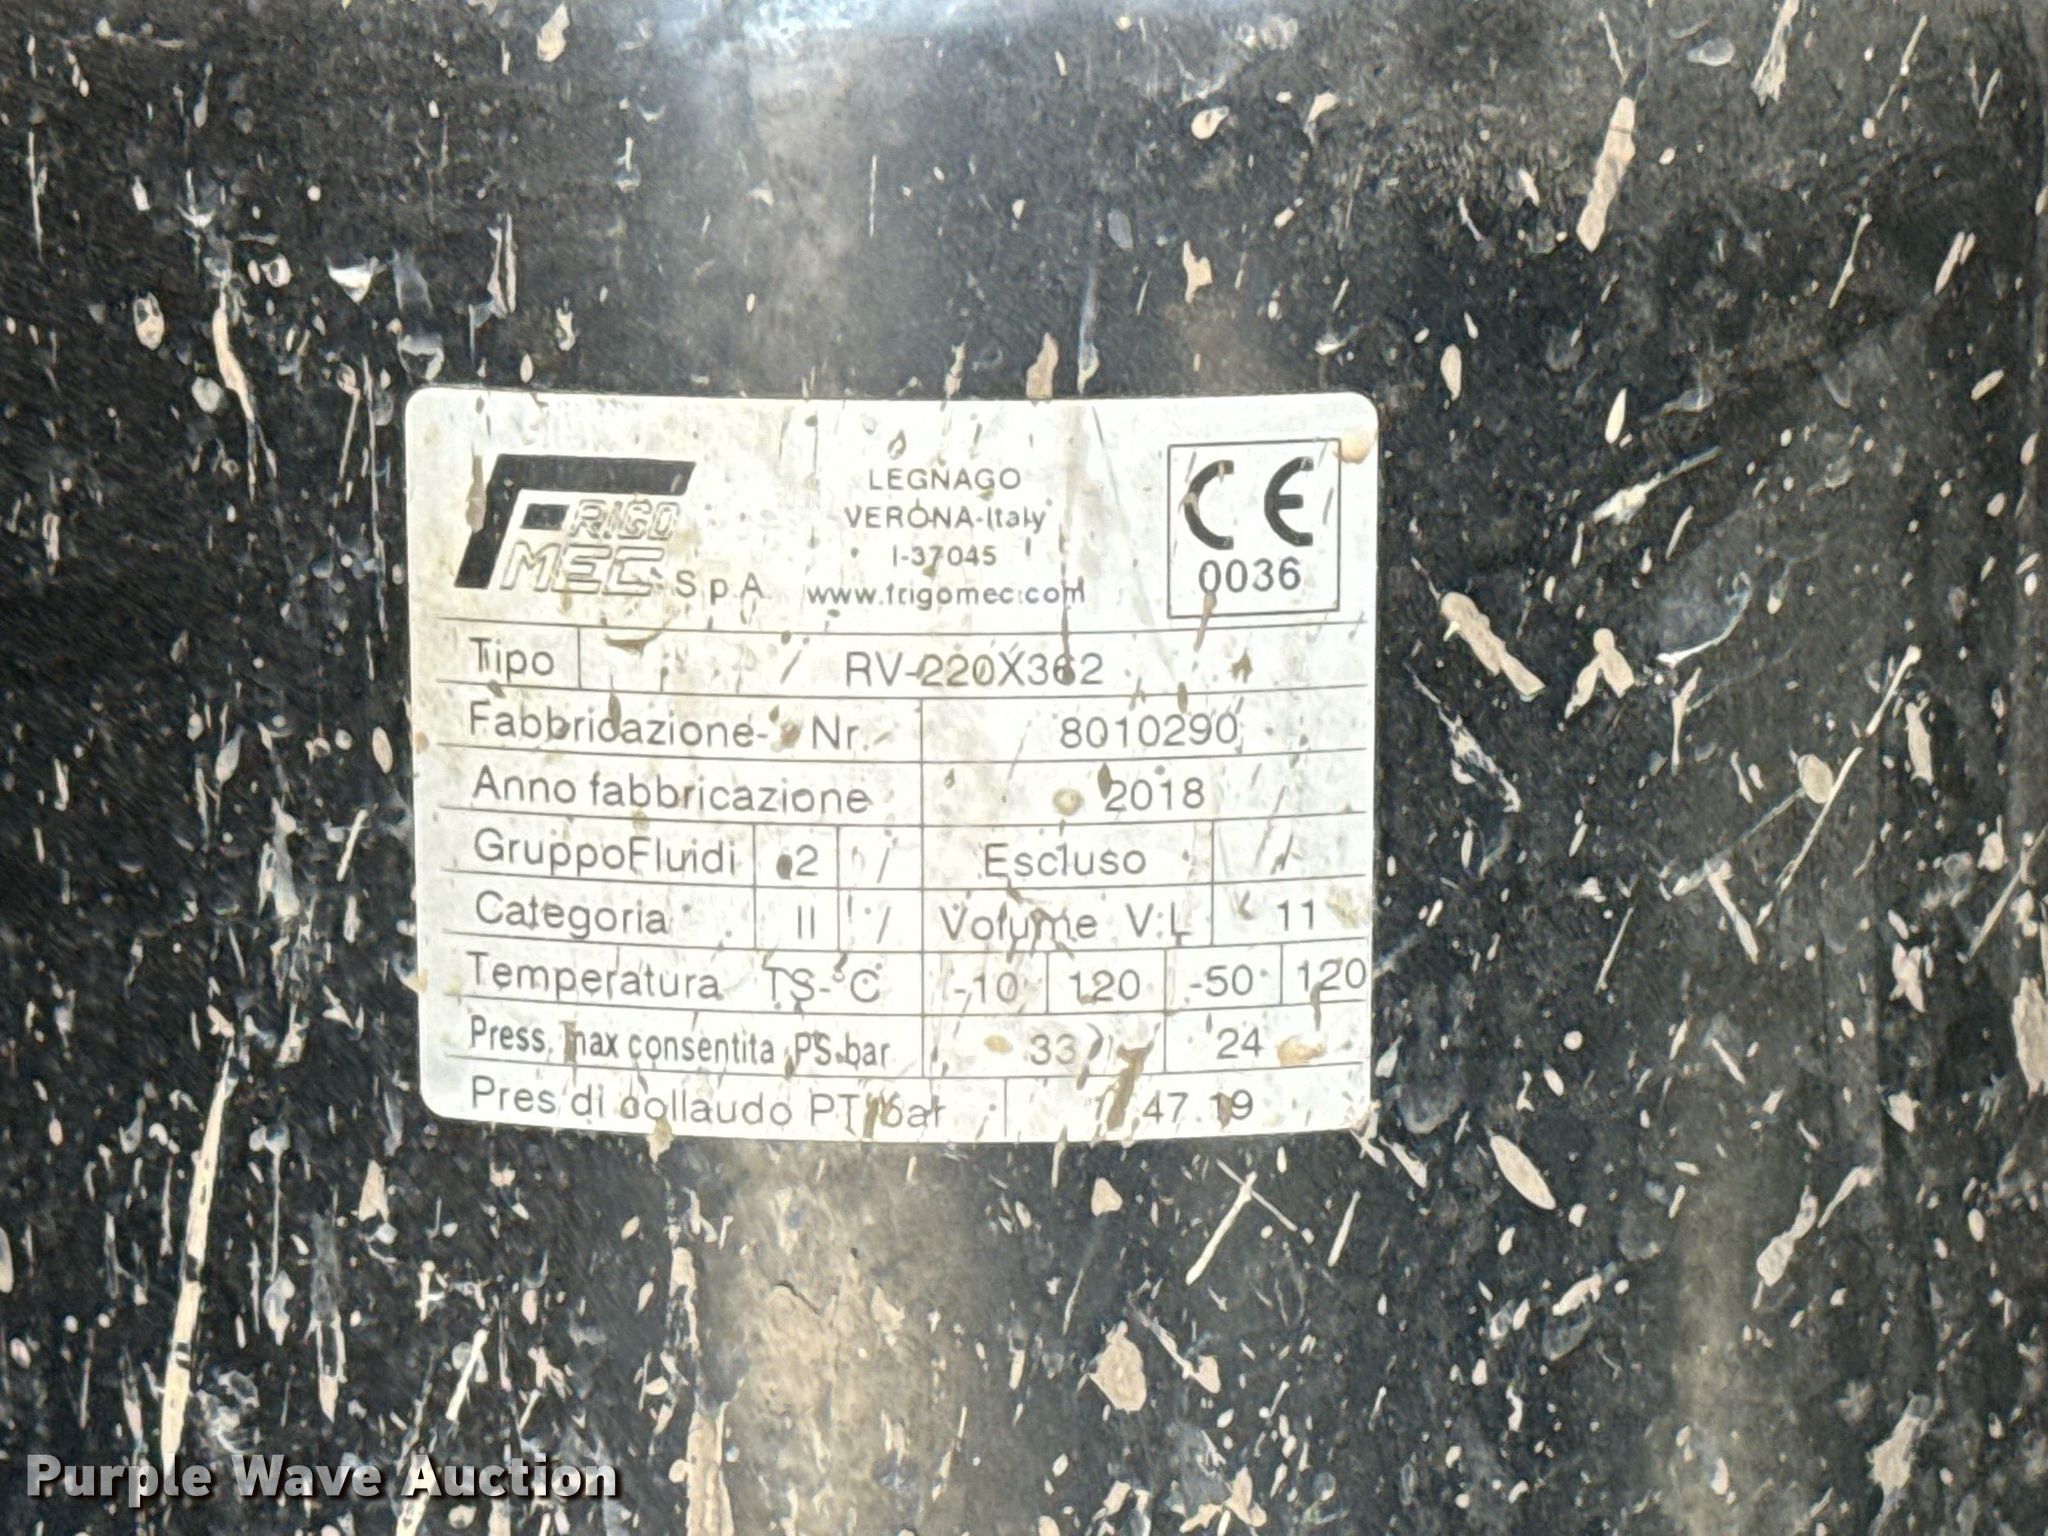 FRIGO
MEC S.p.A.
LEGNAGO
VERONA-Italy
I-37045
www.frigomec.com
CE
0036
Tipo RV-220X362
Fabbricazione- Nr. 8010290
Anno fabbricazione 2018
GruppoFluidi 2 / Escluso /
Categoria II / Volume V.L 11
Temperatura TS-°C -10 120 -50 120
Press. max consentita PS.bar 33 24
Pres di collaudo PT bar 47.19
Purple Wave Auction